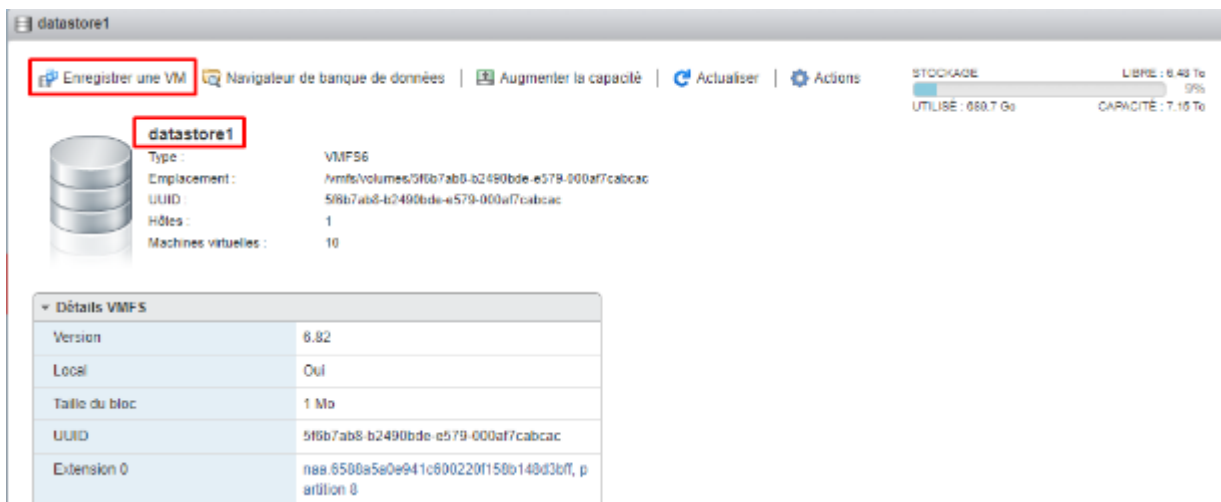 datastore1
Enregistrer une VM | Navigateur de banque de données | Augmenter la capacité | Actualiser | Actions
STOCKAGE LIBRE : 6.48 To
9%
UTILISÉ : 689.7 Go CAPACITÉ : 7.16 To
datastore1
Type : VMFS6
Emplacement : /vmfs/volumes/5f6b7ab8-b2490bde-e579-000af7cabcac
UUID : 5f6b7ab8-b2490bde-e579-000af7cabcac
Hôtes : 1
Machines virtuelles : 10
Détails VMFS
Version 6.82
Local Oui
Taille du bloc 1 Mo
UUID 5f6b7ab8-b2490bde-e579-000af7cabcac
Extension 0 naa.6588a5a0e941c600220f158b148d3bff, p
artition 8